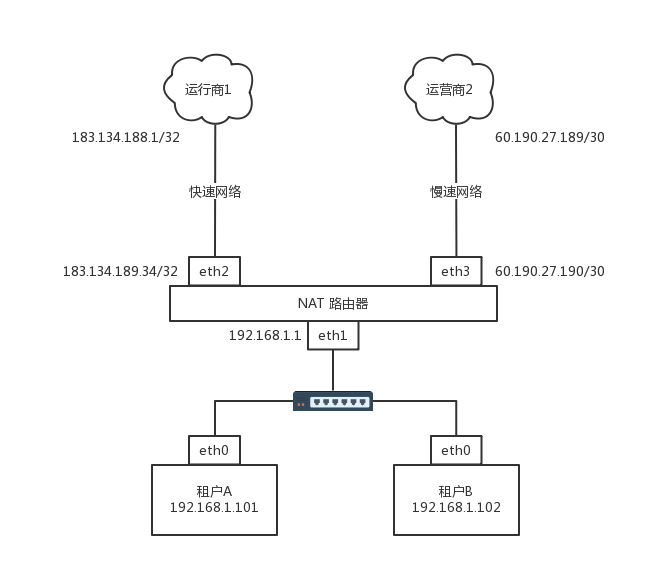 运行商1
运营商2
183.134.188.1/32
60.190.27.189/30
快速网络
慢速网络
183.134.189.34/32
eth2
eth3
60.190.27.190/30
NAT 路由器
192.168.1.1
eth1
eth0
eth0
租户A
192.168.1.101
租户B
192.168.1.102